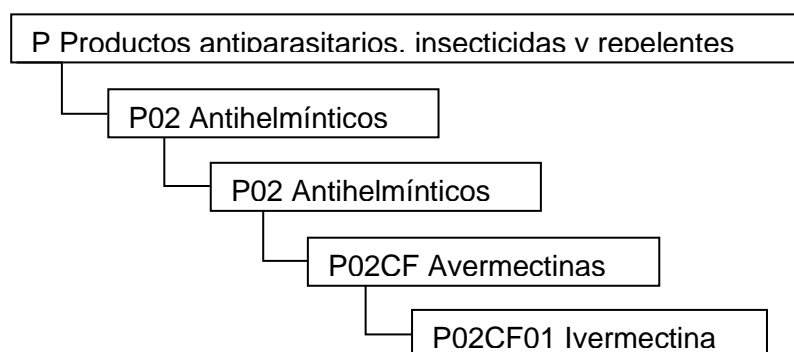 P Productos antiparasitarios, insecticidas y repelentes
P02 Antihelmínticos
P02 Antihelmínticos
P02CF Avermectinas
P02CF01 Ivermectina